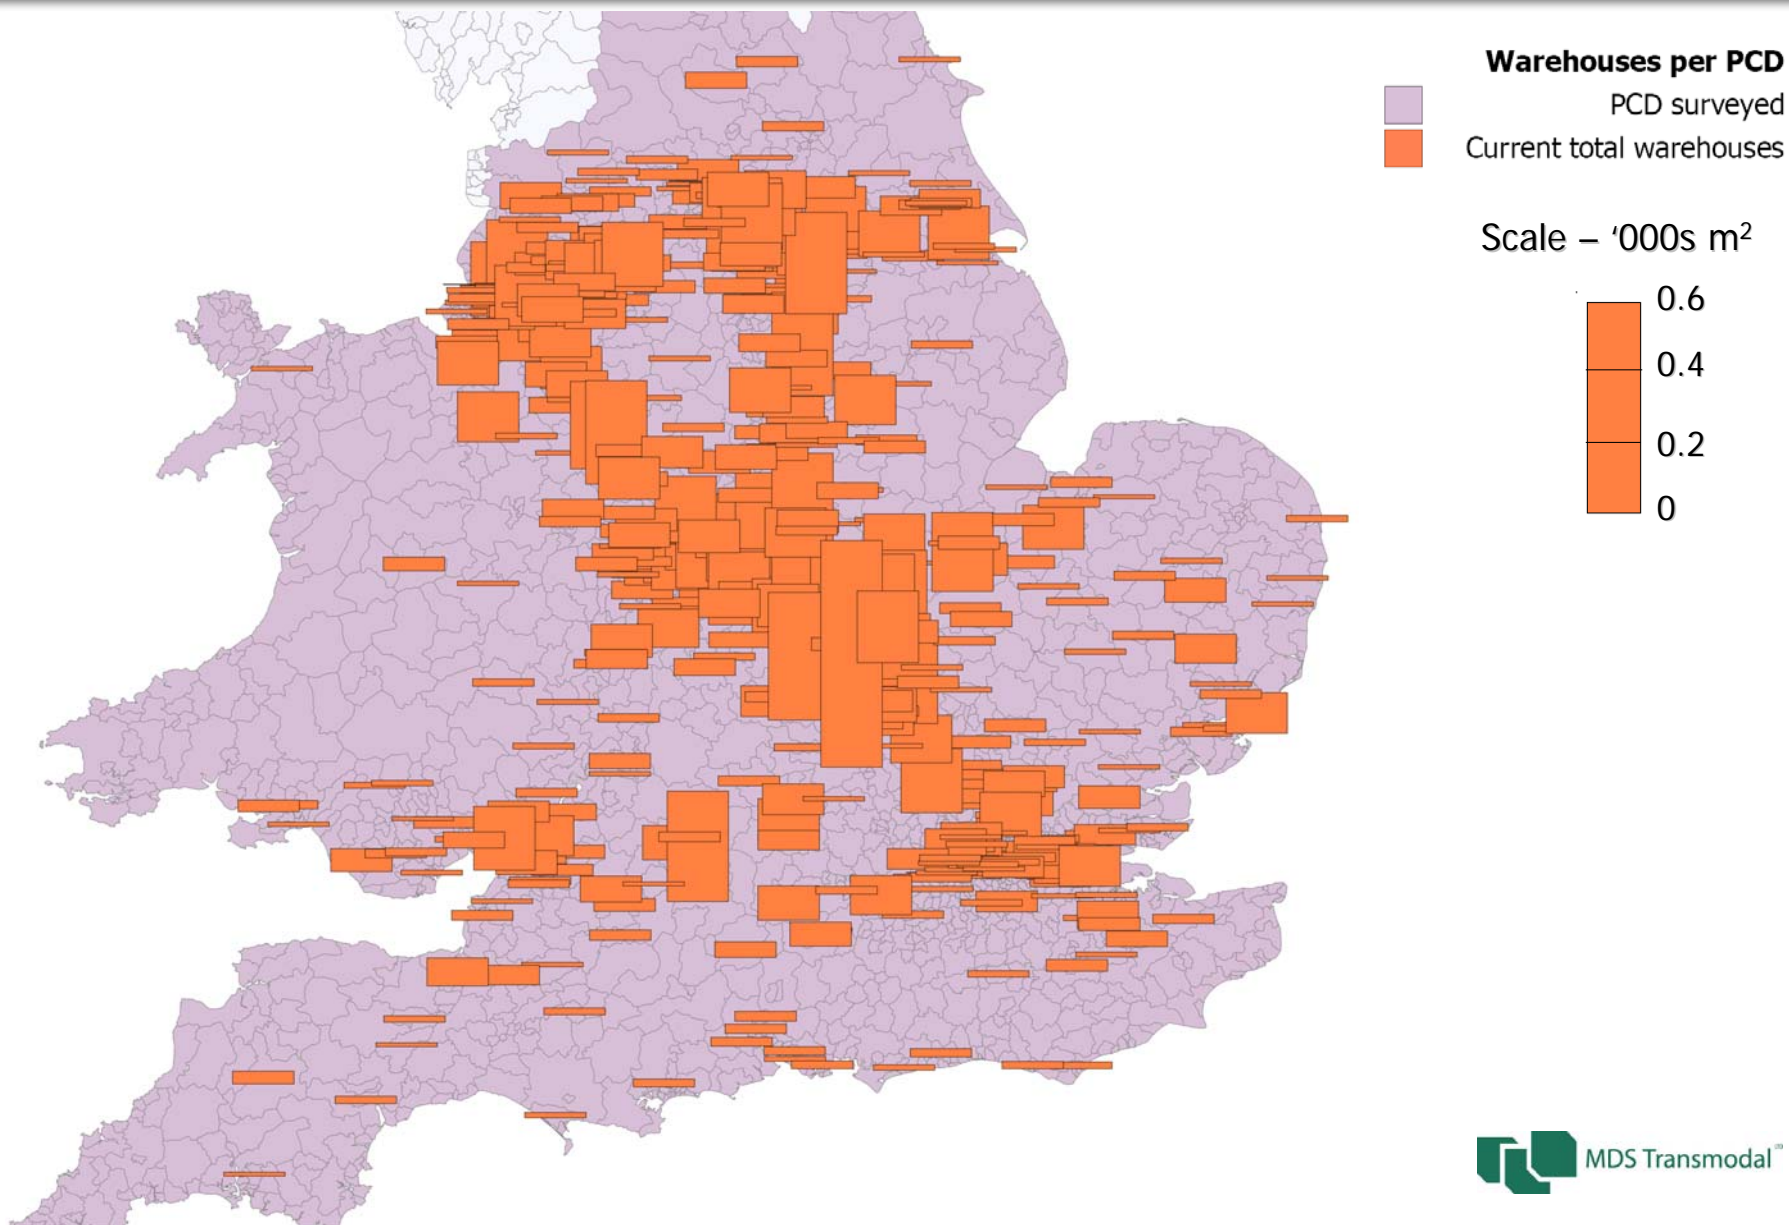 Warehouses per PCD
PCD surveyed
Current total warehouses
Scale – ‘000s m²
0.6
0.4
0.2
0
MDS Transmodal